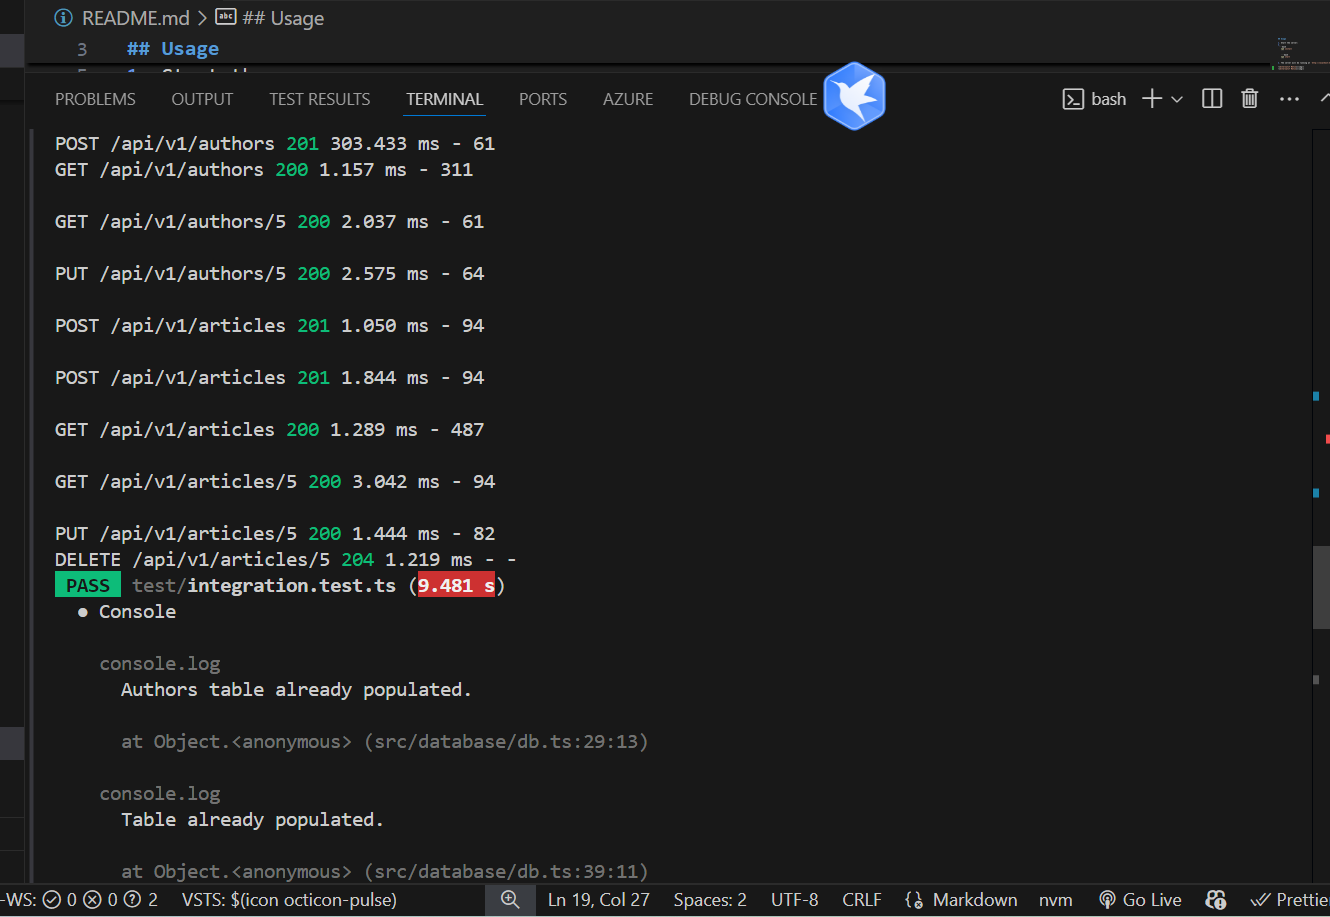 README.md > abc ## Usage
3 ## Usage
PROBLEMS OUTPUT TEST RESULTS TERMINAL PORTS AZURE DEBUG CONSOLE bash
POST /api/v1/authors 201 303.433 ms - 61
GET /api/v1/authors 200 1.157 ms - 311
GET /api/v1/authors/5 200 2.037 ms - 61
PUT /api/v1/authors/5 200 2.575 ms - 64
POST /api/v1/articles 201 1.050 ms - 94
POST /api/v1/articles 201 1.844 ms - 94
GET /api/v1/articles 200 1.289 ms - 487
GET /api/v1/articles/5 200 3.042 ms - 94
PUT /api/v1/articles/5 200 1.444 ms - 82
DELETE /api/v1/articles/5 204 1.219 ms - -
PASS test/integration.test.ts (9.481 s)
● Console
console.log
Authors table already populated.
at Object.<anonymous> (src/database/db.ts:29:13)
console.log
Table already populated.
at Object.<anonymous> (src/database/db.ts:39:11)
-WS: 0 0 2 VSTS: $(icon octicon-pulse) Ln 19, Col 27 Spaces: 2 UTF-8 CRLF Markdown nvm Go Live Prettie